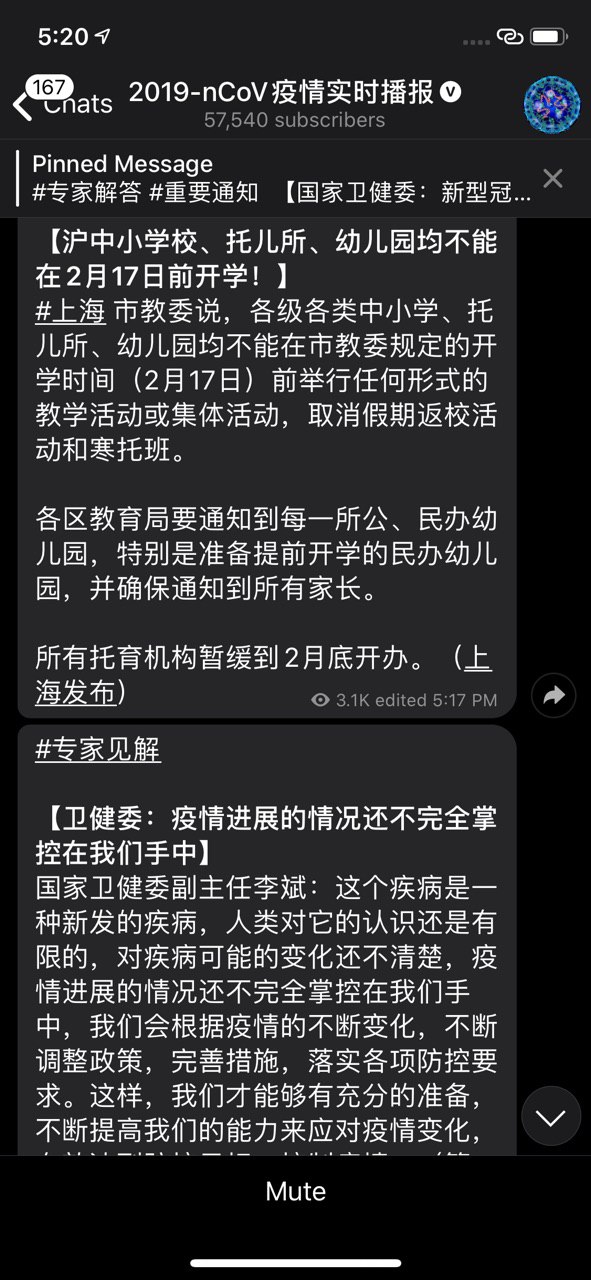 5:20
167
Chats
2019-nCoV疫情实时播报
57,540 subscribers
Pinned Message
#专家解答 #重要通知 【国家卫健委：新型冠...
【沪中小学校、托儿所、幼儿园均不能
在2月17日前开学！】
#上海 市教委说，各级各类中小学、托
儿所、幼儿园均不能在市教委规定的开
学时间（2月17日）前举行任何形式的
教学活动或集体活动，取消假期返校活
动和寒托班。
各区教育局要通知到每一所公、民办幼
儿园，特别是准备提前开学的民办幼儿
园，并确保通知到所有家长。
所有托育机构暂缓到2月底开办。（上
海发布）
3.1K edited 5:17 PM
#专家见解
【卫健委：疫情进展的情况还不完全掌
控在我们手中】
国家卫健委副主任李斌：这个疾病是一
种新发的疾病，人类对它的认识还是有
限的，对疾病可能的变化还不清楚，疫
情进展的情况还不完全掌控在我们手
中，我们会根据疫情的不断变化，不断
调整政策，完善措施，落实各项防控要
求。这样，我们才能够有充分的准备，
不断提高我们的能力来应对疫情变化，
Mute